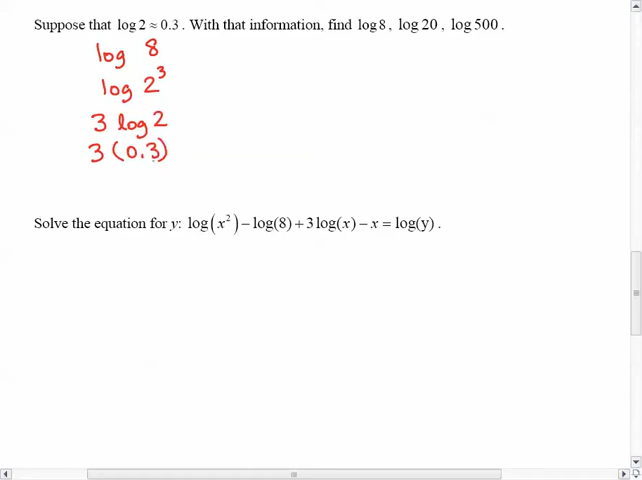 Suppose that log 2 ≈ 0.3 . With that information, find log 8 , log 20 , log 500 .
log 8
log 2³
3 log 2
3 (0.3)
Solve the equation for y: log(x²) − log(8) + 3 log(x) − x = log(y) .